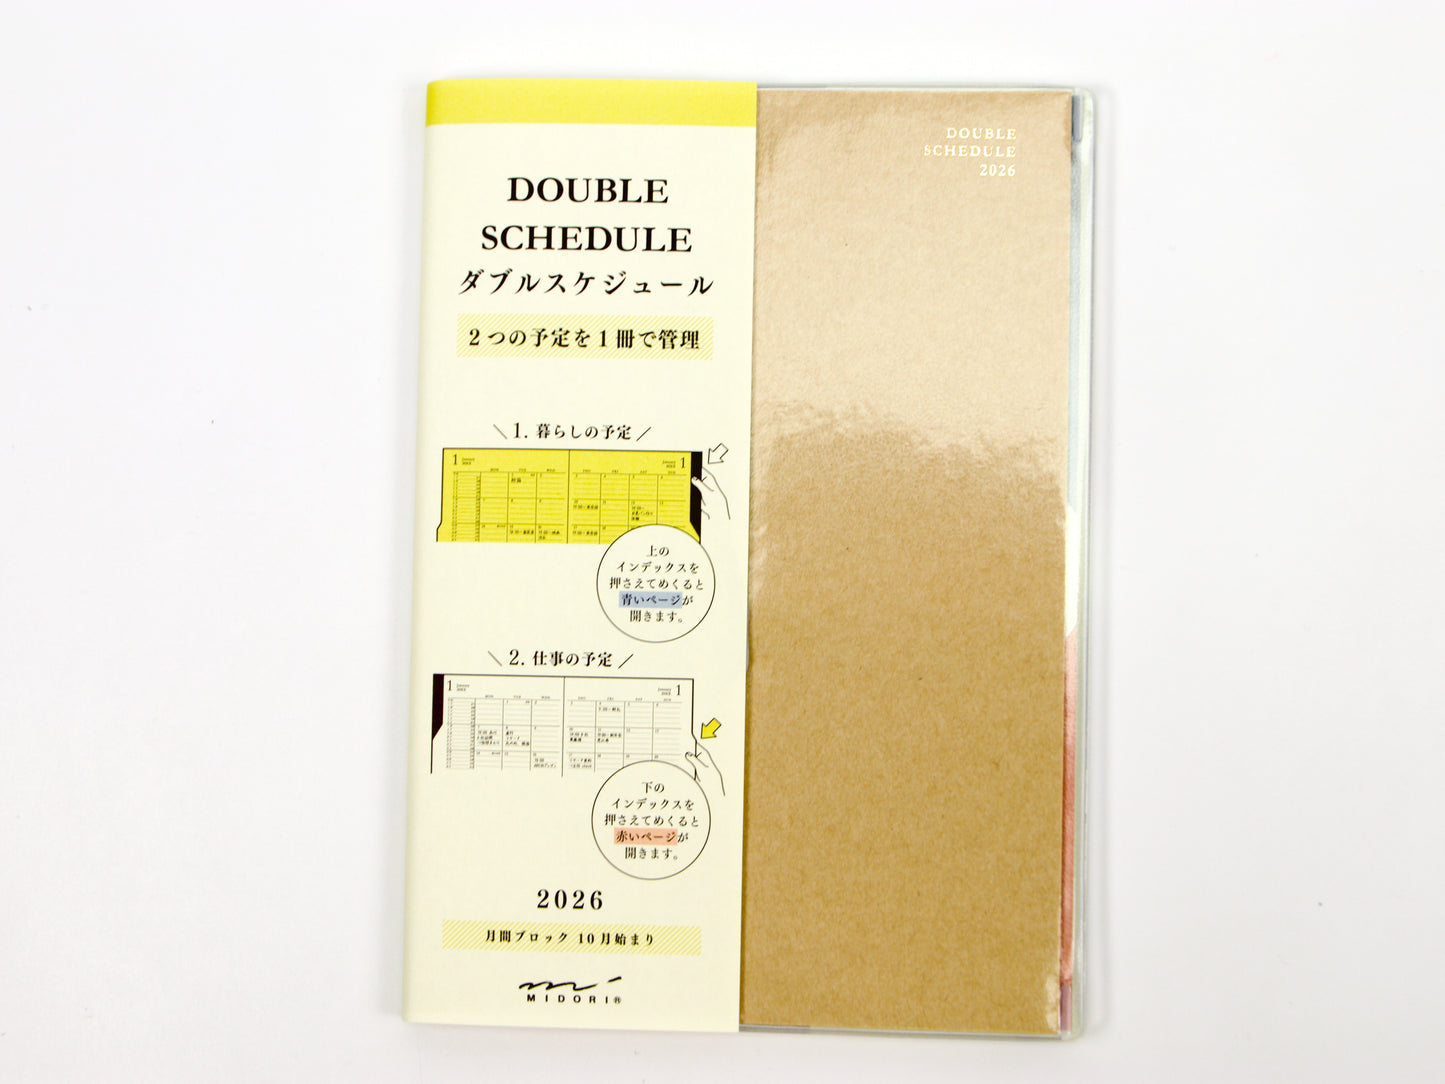 DOUBLE
SCHEDULE
ダブルスケジュール
2つの予定を1冊で管理
1. 暮らしの予定
1
1
上の
インデックスを
押さえてめくると
青いページが
開きます。
2. 仕事の予定
1
1
下の
インデックスを
押さえてめくると
赤いページが
開きます。
2026
月間ブロック 10月始まり
MIDORI®
DOUBLE
SCHEDULE
2026